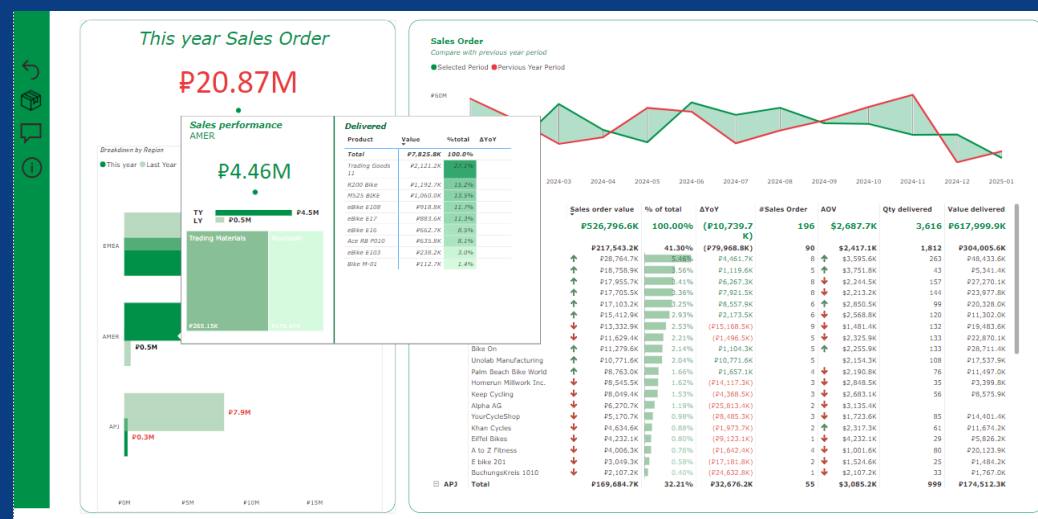 This year Sales Order
₽20.87M
Breakdown by Region
This year Last Year
EMEA
AMER
₽0.5M
APJ
₽7.9M
₽0.3M
₽0M ₽5M ₽10M ₽15M
Sales performance
AMER
₽4.46M
TY ₽4.5M
LY ₽0.5M
Trading Materials
₽265.15K
Delivered
Product Value %total ΔYoY
Total ₽7,825.8K 100.0%
Trading Goods 11 ₽2,121.2K 27.1%
R200 Bike ₽1,192.7K 15.2%
M525 BIKE ₽1,060.0K 13.5%
eBike E108 ₽918.8K 11.7%
eBike E17 ₽883.6K 11.3%
eBike E16 ₽662.7K 8.5%
Ace RB P010 ₽635.8K 8.1%
eBike E103 ₽238.2K 3.0%
Bike M-01 ₽112.7K 1.4%
Sales Order
Compare with previous year period
Selected Period Pervious Year Period
₽60M
2024-03 2024-04 2024-05 2024-06 2024-07 2024-08 2024-09 2024-10 2024-11 2024-12 2025-01
Sales order value % of total ΔYoY #Sales Order AOV Qty delivered Value delivered
₽526,796.6K 100.00% (₽10,739.7K) 196 $2,687.7K 3,616 ₽617,999.9K
₽217,543.2K 41.30% (₽79,968.8K) 90 $2,417.1K 1,812 ₽304,005.6K
₽28,764.7K 5.46% ₽4,461.7K 8 $3,595.6K 263 ₽48,433.6K
₽18,758.9K 3.56% ₽1,119.6K 5 $3,751.8K 43 ₽5,341.4K
₽17,955.7K 3.41% ₽6,267.3K 8 $2,244.5K 157 ₽27,270.1K
₽17,705.5K 3.36% ₽7,921.5K 8 $2,213.2K 144 ₽23,977.8K
₽17,103.2K 3.25% ₽8,557.9K 6 $2,850.5K 99 ₽20,328.0K
₽15,412.9K 2.93% ₽2,173.5K 6 $2,568.8K 120 ₽11,302.0K
₽13,332.9K 2.53% (₽15,168.5K) 9 $1,481.4K 132 ₽19,483.6K
₽11,629.4K 2.21% (₽1,496.5K) 5 $2,325.9K 133 ₽22,870.1K
Bike On ₽11,279.6K 2.14% ₽1,104.3K 5 $2,255.9K 133 ₽28,711.4K
Unolab Manufacturing ₽10,771.6K 2.04% ₽10,771.6K 5 $2,154.3K 108 ₽17,537.9K
Palm Beach Bike World ₽8,763.0K 1.66% ₽1,657.1K 4 $2,190.8K 76 ₽11,497.0K
Homerun Millwork Inc. ₽8,545.5K 1.62% (₽14,117.3K) 3 $2,848.5K 35 ₽3,399.8K
Keep Cycling ₽8,049.4K 1.53% (₽4,368.5K) 3 $2,683.1K 56 ₽8,575.9K
Alpha AG ₽6,270.7K 1.19% (₽25,813.4K) 2 $3,135.4K
YourCycleShop ₽5,170.7K 0.98% (₽8,485.3K) 3 $1,723.6K 85 ₽14,401.4K
Khan Cycles ₽4,634.6K 0.88% (₽1,973.7K) 2 $2,317.3K 61 ₽11,674.2K
Eiffel Bikes ₽4,232.1K 0.80% (₽9,123.1K) 1 $4,232.1K 29 ₽5,826.2K
A to Z Fitness ₽4,006.3K 0.76% (₽1,642.4K) 4 $1,001.6K 80 ₽20,123.9K
E bike 201 ₽3,049.3K 0.58% (₽17,181.8K) 2 $1,524.6K 25 ₽1,484.2K
BuchungsKreis 1010 ₽2,107.2K 0.40% (₽24,632.8K) 1 $2,107.2K 33 ₽1,767.0K
APJ Total ₽169,684.7K 32.21% ₽32,676.2K 55 $3,085.2K 999 ₽174,512.3K